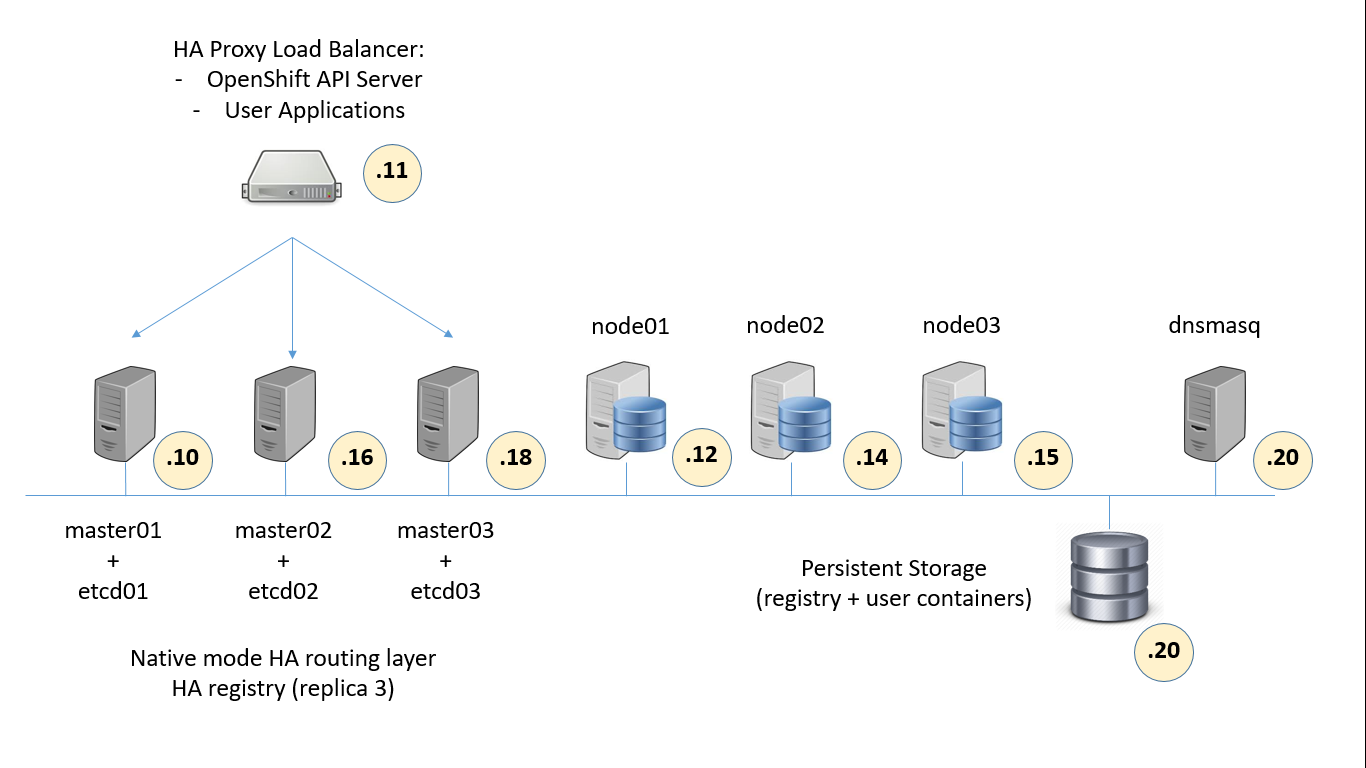 HA Proxy Load Balancer:
- OpenShift API Server
- User Applications
.11
node01
node02
node03
dnsmasq
.10
.16
.18
.12
.14
.15
.20
master01
+
etcd01
master02
+
etcd02
master03
+
etcd03
Persistent Storage
(registry + user containers)
.20
Native mode HA routing layer
HA registry (replica 3)